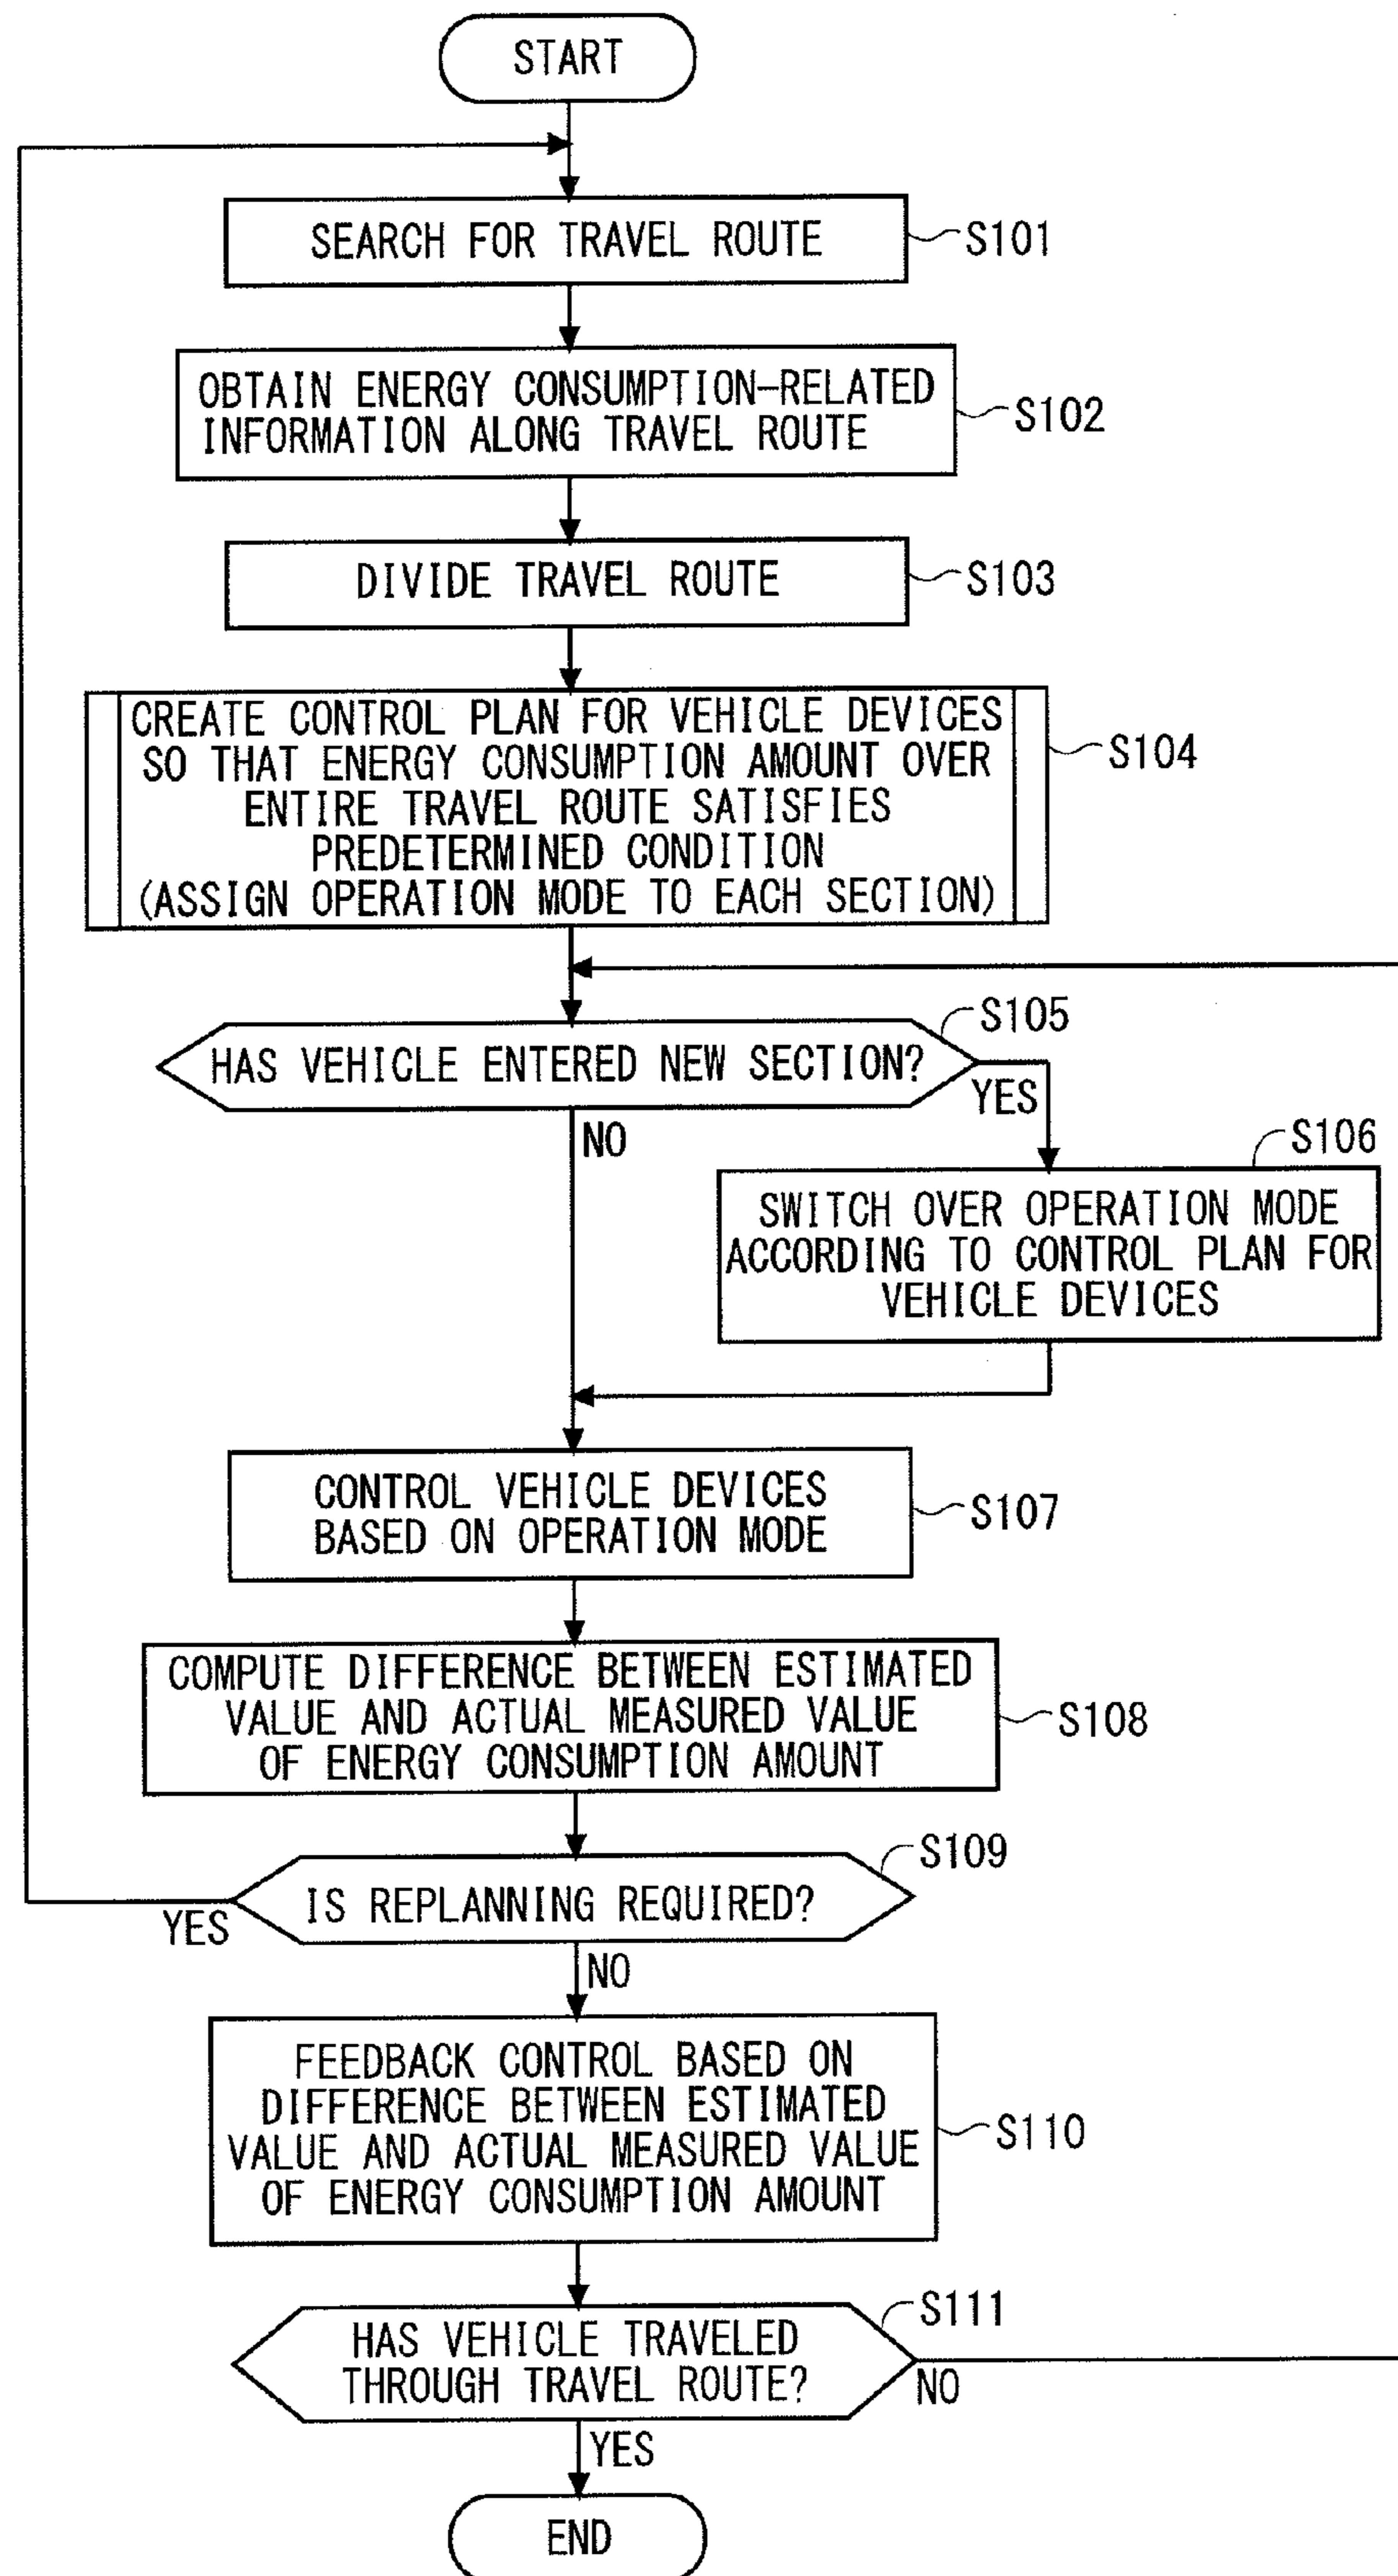 START
SEARCH FOR TRAVEL ROUTE
S101
OBTAIN ENERGY CONSUMPTION-RELATED
INFORMATION ALONG TRAVEL ROUTE
S102
DIVIDE TRAVEL ROUTE
S103
CREATE CONTROL PLAN FOR VEHICLE DEVICES
SO THAT ENERGY CONSUMPTION AMOUNT OVER
ENTIRE TRAVEL ROUTE SATISFIES
PREDETERMINED CONDITION
(ASSIGN OPERATION MODE TO EACH SECTION)
S104
S105
HAS VEHICLE ENTERED NEW SECTION?
YES
NO
S106
SWITCH OVER OPERATION MODE
ACCORDING TO CONTROL PLAN FOR
VEHICLE DEVICES
CONTROL VEHICLE DEVICES
BASED ON OPERATION MODE
S107
COMPUTE DIFFERENCE BETWEEN ESTIMATED
VALUE AND ACTUAL MEASURED VALUE
OF ENERGY CONSUMPTION AMOUNT
S108
S109
IS REPLANNING REQUIRED?
YES
NO
FEEDBACK CONTROL BASED ON
DIFFERENCE BETWEEN ESTIMATED
VALUE AND ACTUAL MEASURED VALUE
OF ENERGY CONSUMPTION AMOUNT
S110
S111
HAS VEHICLE TRAVELED
THROUGH TRAVEL ROUTE?
NO
YES
END